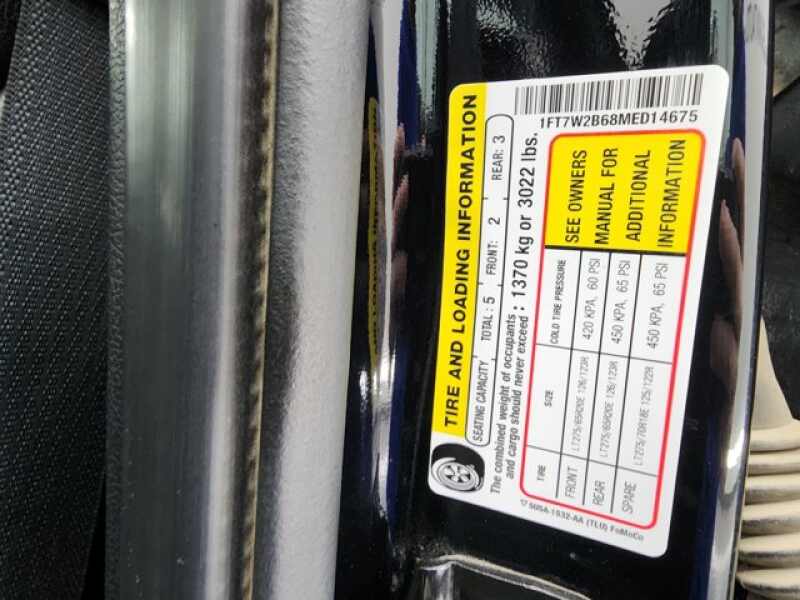 TIRE AND LOADING INFORMATION
SEATING CAPACITY TOTAL : 5 FRONT: 2 REAR: 3
The combined weight of occupants
and cargo should never exceed : 1370 kg or 3022 lbs.
TIRE SIZE COLD TIRE PRESSURE
FRONT LT275/65R20E 126/123R 420 KPA, 60 PSI
REAR LT275/65R20E 126/123R 450 KPA, 65 PSI
SPARE LT275/70R18E 125/122R 450 KPA, 65 PSI
SEE OWNERS
MANUAL FOR
ADDITIONAL
INFORMATION
1FT7W2B68MED14675
(TLU) FoMoCo